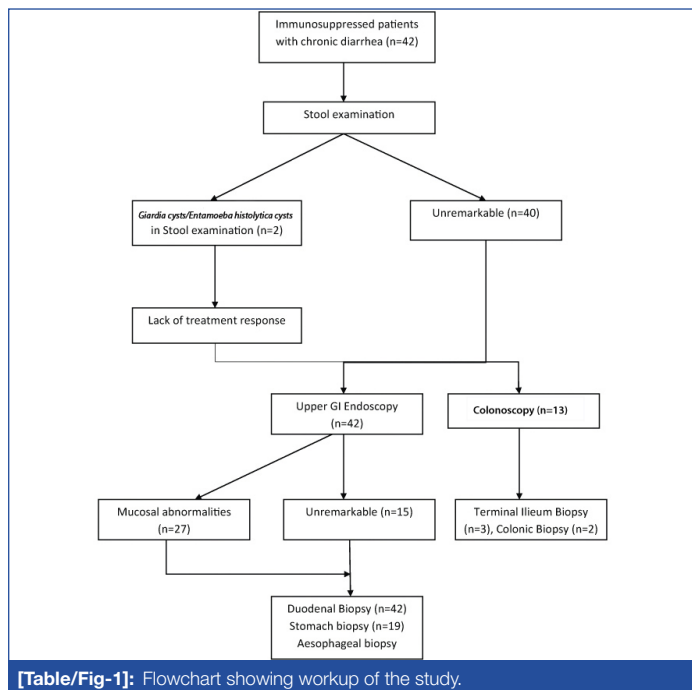 Immunosuppressed patients
with chronic diarrhea (n=42)
Stool examination
Giardia cysts/Entamoeba histolytica cysts
in Stool examination (n=2)
Unremarkable (n=40)
Lack of treatment response
Upper GI Endoscopy
(n=42)
Colonoscopy (n=13)
Mucosal abnormalities
(n=27)
Unremarkable (n=15)
Terminal Ilieum Biopsy
(n=3), Colonic Biopsy (n=2)
Duodenal Biopsy (n=42)
Stomach biopsy (n=19)
Aesophageal biopsy
[Table/Fig-1]: Flowchart showing workup of the study.